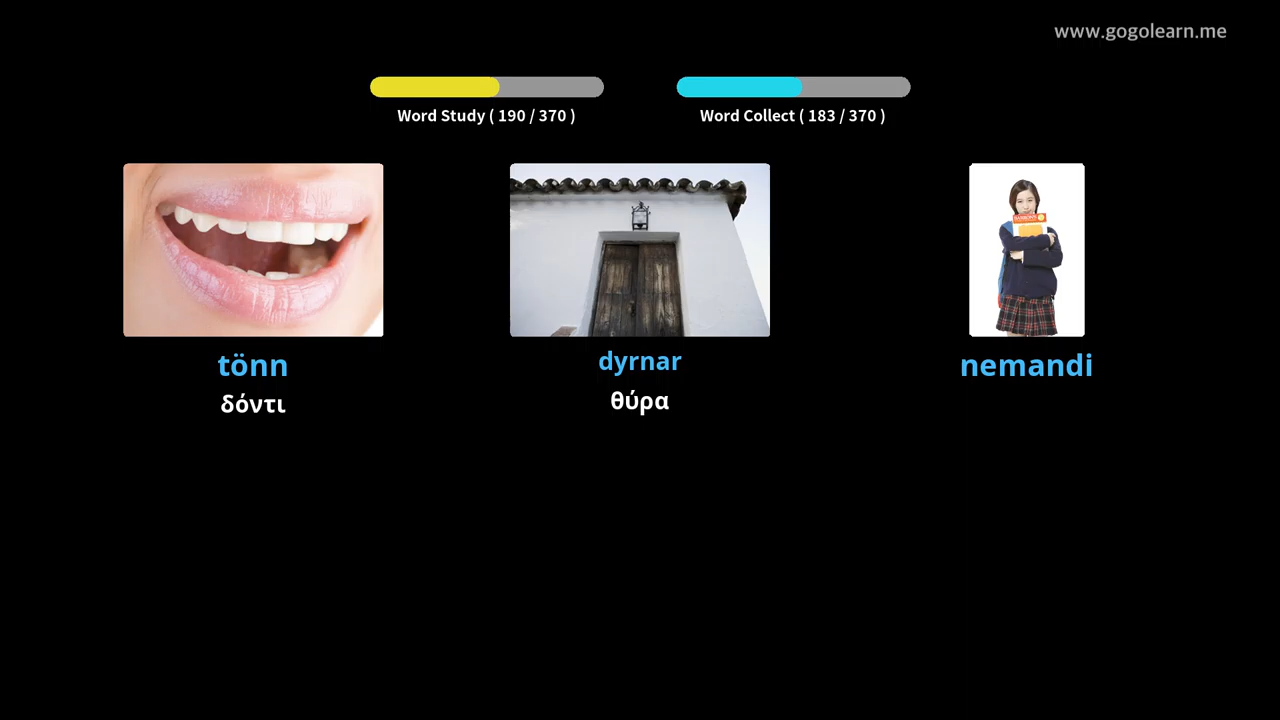 www.gogolearn.me
Word Study ( 190 / 370 )
Word Collect ( 183 / 370 )
tönn
δόντι
dyrnar
θύρα
nemandi